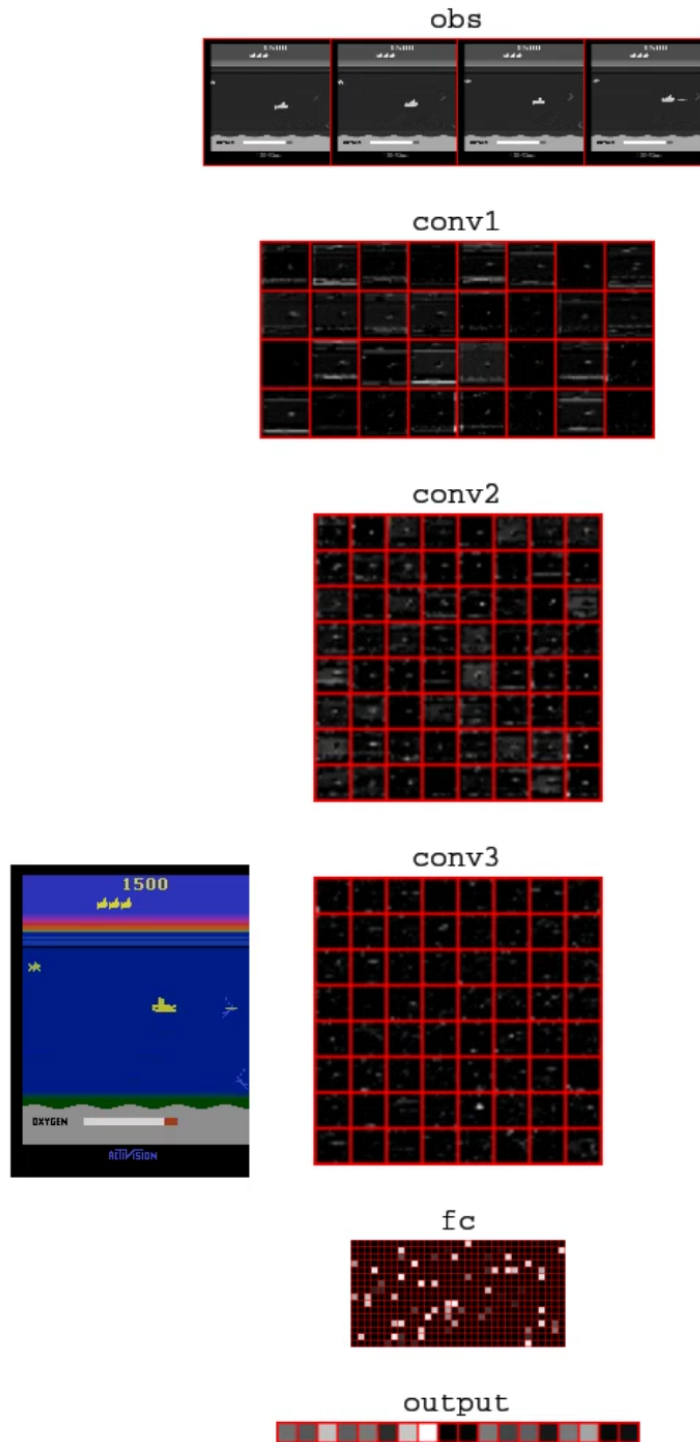 obs
conv1
conv2
conv3
1500
OXYGEN
ACTIVISION
fc
output